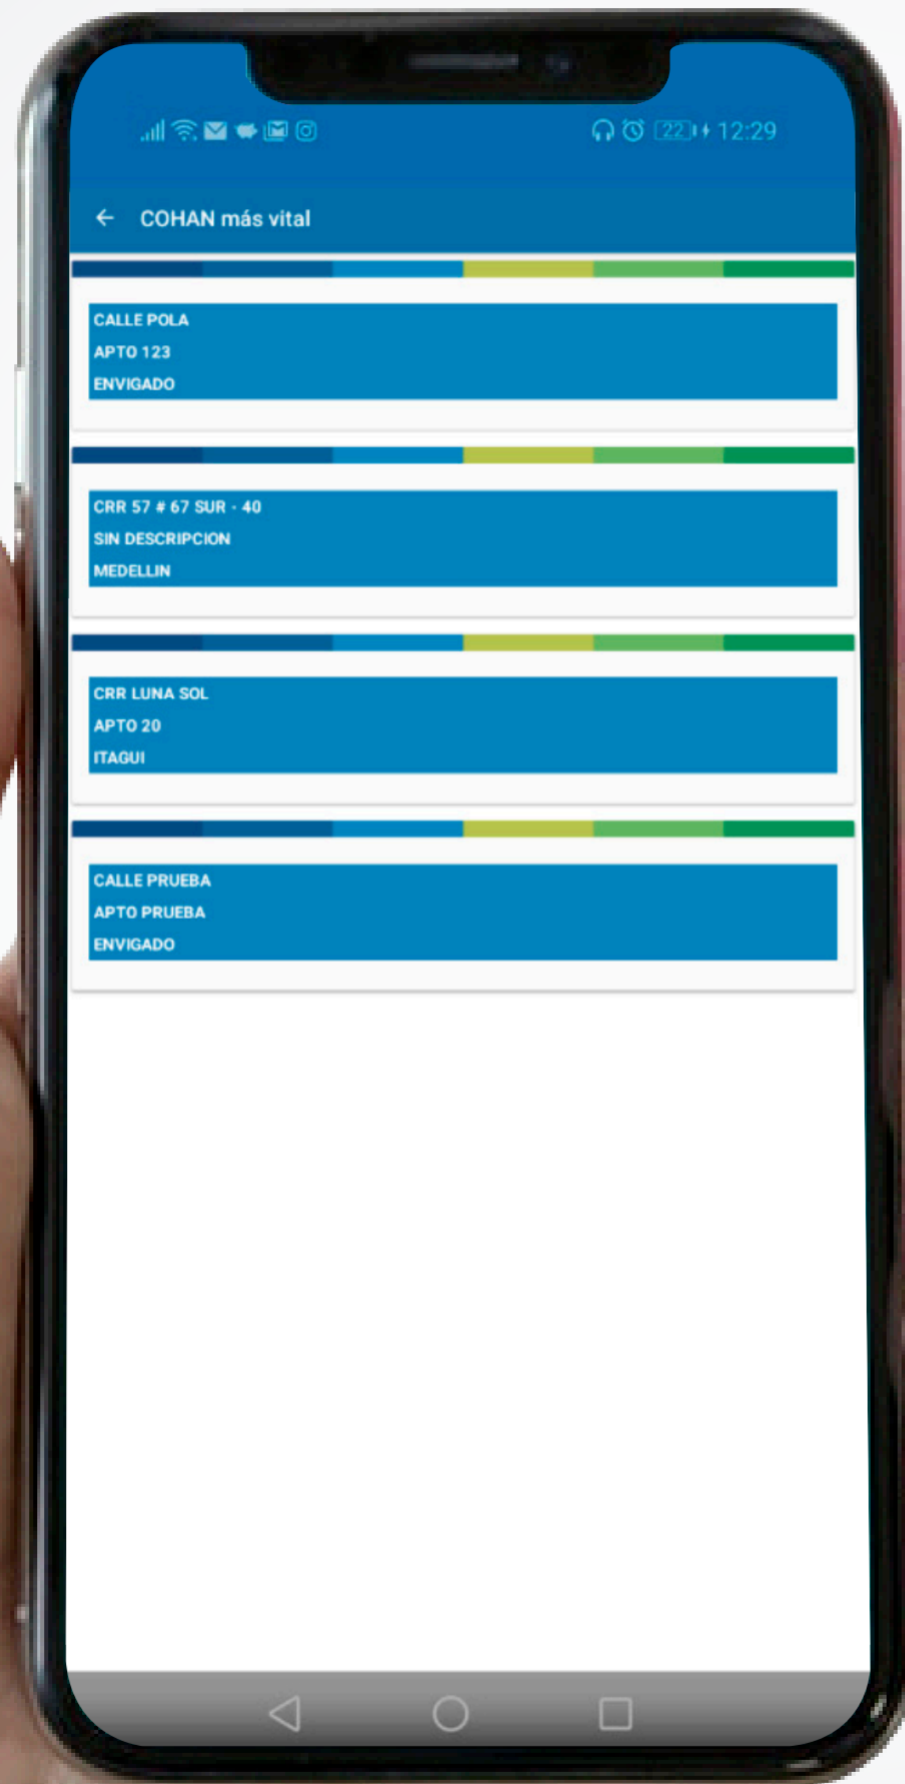 22 12:29
COHAN más vital
CALLE POLA
APTO 123
ENVIGADO
CRR 57 # 67 SUR - 40
SIN DESCRIPCION
MEDELLIN
CRR LUNA SOL
APTO 20
ITAGUI
CALLE PRUEBA
APTO PRUEBA
ENVIGADO